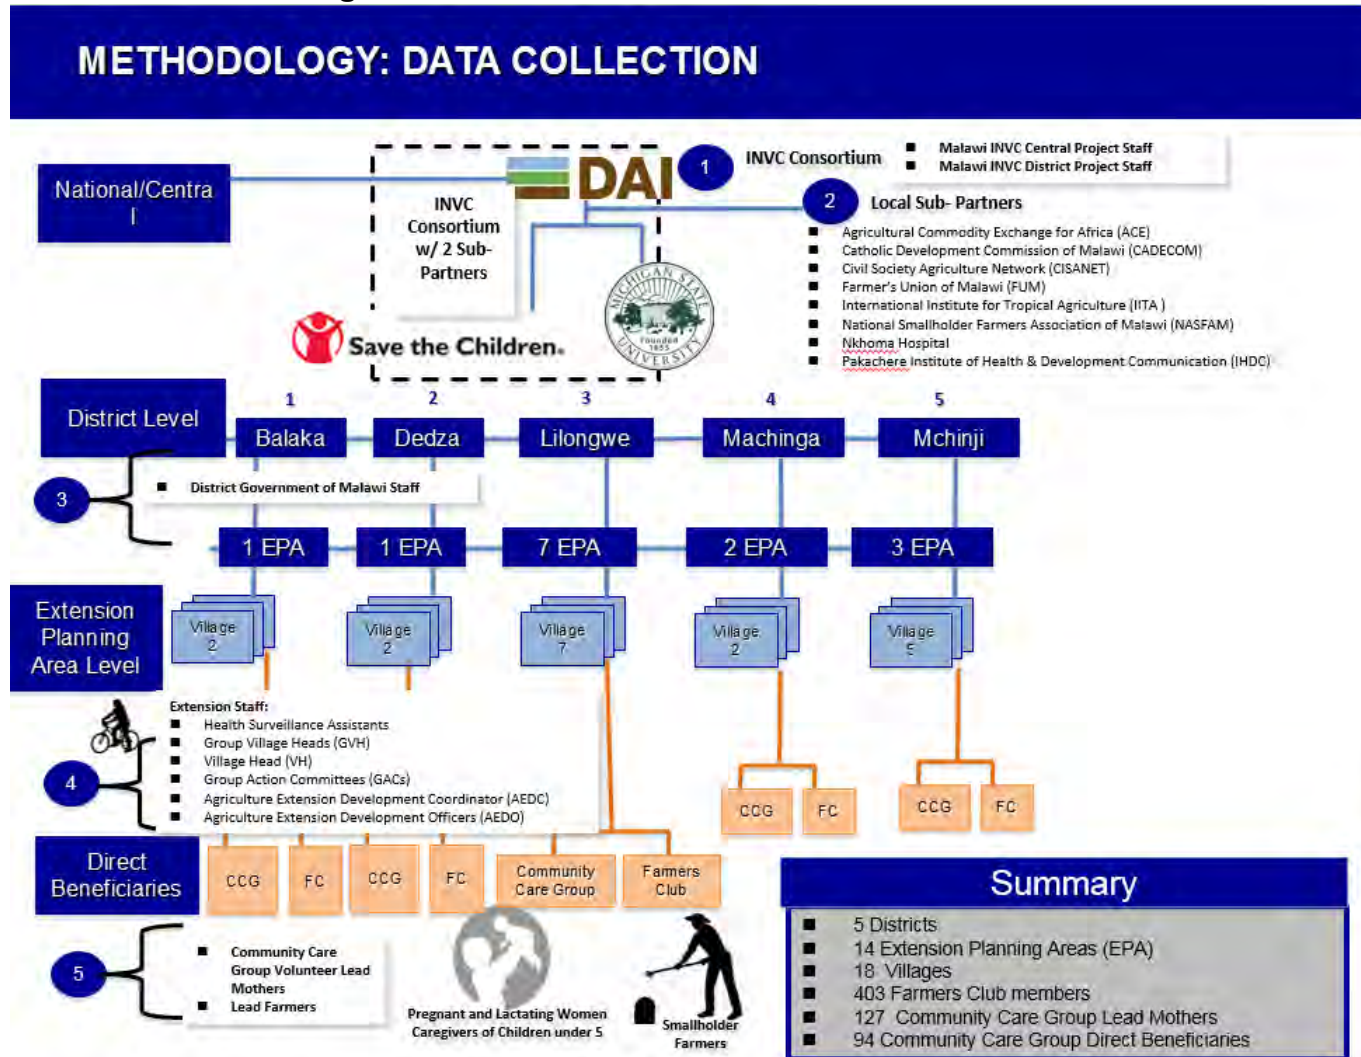 METHODOLOGY: DATA COLLECTION
National/Centra
l
INVC
Consortium
w/ 2 Sub-
Partners
DAI
Save the Children.
MICHIGAN STATE
UNIVERSITY
Founded
1855
1
INVC Consortium
■ Malawi INVC Central Project Staff
■ Malawi INVC District Project Staff
2
Local Sub- Partners
■ Agricultural Commodity Exchange for Africa (ACE)
■ Catholic Development Commission of Malawi (CADECOM)
■ Civil Society Agriculture Network (CISANET)
■ Farmer's Union of Malawi (FUM)
■ International Institute for Tropical Agriculture (IITA )
■ National Smallholder Farmers Association of Malawi (NASFAM)
■ Nkhoma Hospital
■ Pakachere Institute of Health & Development Communication (IHDC)
District Level
1 2 3 4 5
Balaka Dedza Lilongwe Machinga Mchinji
3
■ District Government of Malawi Staff
1 EPA 1 EPA 7 EPA 2 EPA 3 EPA
Extension
Planning
Area Level
Village
2
Village
2
Village
7
Village
2
Village
5
4
Extension Staff:
■ Health Surveillance Assistants
■ Group Village Heads (GVH)
■ Village Head (VH)
■ Group Action Committees (GACs)
■ Agriculture Extension Development Coordinator (AEDC)
■ Agriculture Extension Development Officers (AEDO)
CCG FC CCG FC
Direct
Beneficiaries
CCG FC CCG FC
Community
Care Group
Farmers
Club
5
■ Community Care
Group Volunteer Lead
Mothers
■ Lead Farmers
Pregnant and Lactating Women
Caregivers of Children under 5
Smallholder
Farmers
Summary
■ 5 Districts
■ 14 Extension Planning Areas (EPA)
■ 18 Villages
■ 403 Farmers Club members
■ 127 Community Care Group Lead Mothers
■ 94 Community Care Group Direct Beneficiaries